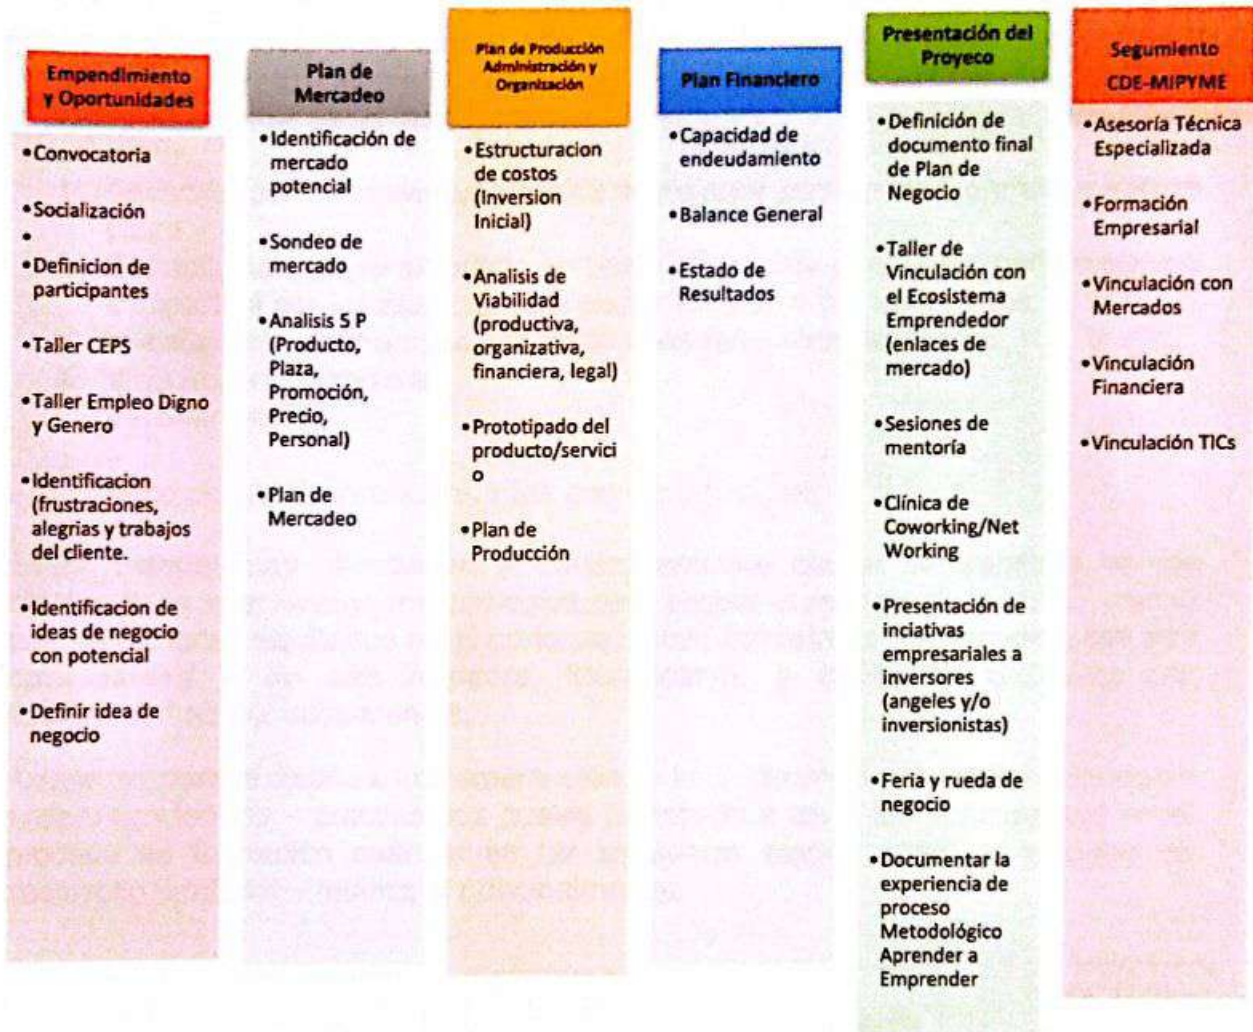 Empendimiento
y Oportunidades
•Convocatoria
•Socialización
•
•Definicion de
participantes
•Taller CEPS
•Taller Empleo Digno
y Genero
•Identificacion
(frustraciones,
alegrias y trabajos
del cliente.
•Identificacion de
ideas de negocio
con potencial
•Definir idea de
negocio
Plan de
Mercadeo
•Identificación de
mercado
potencial
•Sondeo de
mercado
•Analisis 5 P
(Producto,
Plaza,
Promoción,
Precio,
Personal)
•Plan de
Mercadeo
Plan de Producción
Administración y
Organización
•Estructuracion
de costos
(Inversion
Inicial)
•Analisis de
Viabilidad
(productiva,
organizativa,
financiera, legal)
•Prototipado del
producto/servici
o
•Plan de
Producción
Plan Financiero
•Capacidad de
endeudamiento
•Balance General
•Estado de
Resultados
Presentación del
Proyeco
•Definición de
documento final
de Plan de
Negocio
•Taller de
Vinculación con
el Ecosistema
Emprendedor
(enlaces de
mercado)
•Sesiones de
mentoría
•Clínica de
Coworking/Net
Working
•Presentación de
inciativas
empresariales a
inversores
(angeles y/o
inversionistas)
•Feria y rueda de
negocio
•Documentar la
experiencia de
proceso
Metodológico
Aprender a
Emprender
Segumiento
CDE-MIPYME
•Asesoría Técnica
Especializada
•Formación
Empresarial
•Vinculación con
Mercados
•Vinculación
Financiera
•Vinculación TICs